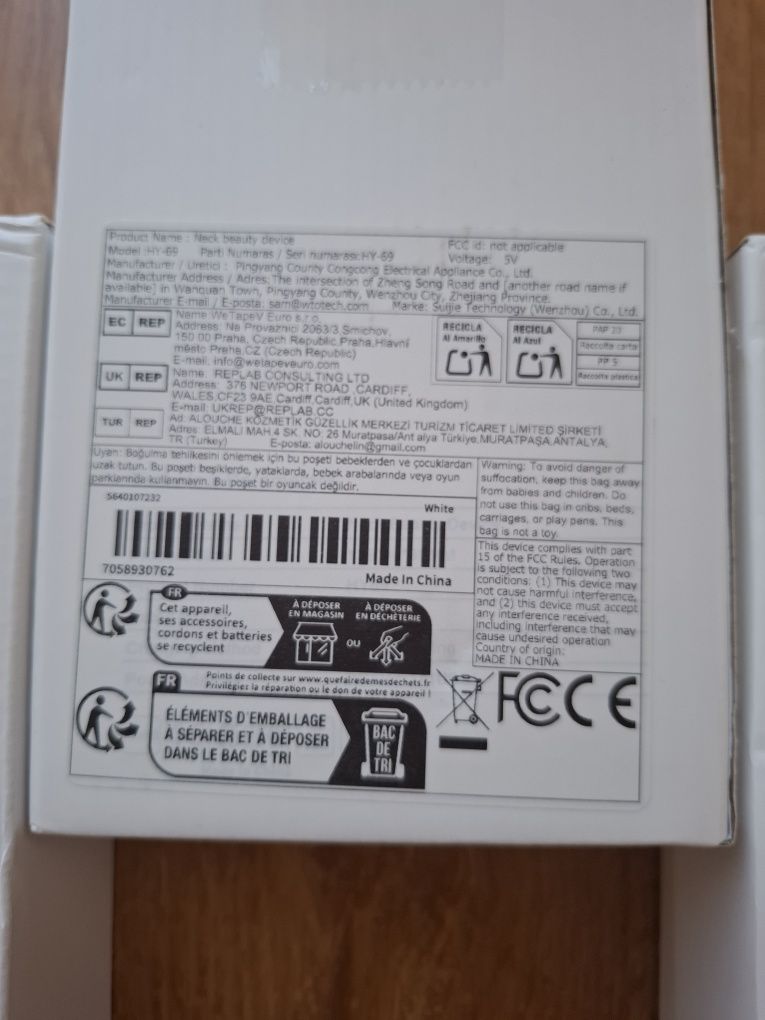 Product Name : Neck beauty device
Model :HY-69 Parti Numaras / Seri numarası:HY-69
FCC id: not applicable
Voltage: 5V
Manufacturer / Uretici : Pingyang County Congcong Electrical Appliance Co., Ltd.
Manufacturer Address / Adres:The intersection of Zheng Song Road and [another road name if
available] in Wanquan Town, Pingyang County, Wenzhou City, Zhejiang Province.
Manufacturer E-mail / E-posta: sam@wtotech.com Marke: Suijie Technology (Wenzhou) Co., Ltd.
EC REP
Name WeTapeV Euro s.r.o.
Address: Na Provaznici 2063/3,Smichov,
150 00 Praha, Czech Republic,Praha,Hlavní
město Praha,CZ (Czech Republic)
E-mail: info@wetapeveuro.com
UK REP
Name: REPLAB CONSULTING LTD
Address: 376 NEWPORT ROAD ,CARDIFF,
WALES,CF23 9AE,Cardiff,Cardiff,UK (United Kingdom)
E-mail: UKREP@REPLAB.CC
RECICLA
Al Amarillo
RECICLA
Al Azul
PAP 20
Raccolta carta
PP 5
Raccolta plastica
TUR REP
Ad: ALOUCHE KOZMETİK GÜZELLİK MERKEZİ TURİZM TİCARET LIMITED ŞİRKETİ
Adres: ELMALI MAH 4 SK. NO: 26 Muratpasa/Ant alya Türkiye,MURATPAŞA,ANTALYA,
TR (Turkey) E-posta: alouchelin@gmail.com
Uyarı: Boğulma tehlikesini önlemek için bu poşeti bebeklerden ve çocuklardan
uzak tutun. Bu poşeti beşiklerde, yataklarda, bebek arabalarında veya oyun
parklarında kullanmayın. Bu poşet bir oyuncak değildir.
Warning: To avoid danger of
suffocation, keep this bag away
from babies and children. Do
not use this bag in cribs, beds,
carriages, or play pens. This
bag is not a toy.
5640107232
White
7058930762
Made In China
This device complies with part
15 of the FCC Rules. Operation
is subject to the following two
conditions: (1) This device may
not cause harmful interference,
and (2) this device must accept
any interference received,
including interference that may
cause undesired operation
Country of origin:
MADE IN CHINA
FR
Cet appareil,
ses accessoires,
cordons et batteries
se recyclent
À DÉPOSER
EN MAGASIN
OU
À DÉPOSER
EN DÉCHÈTERIE
Points de collecte sur www.quefairedemesdechets.fr
Privilégiez la réparation ou le don de votre appareil !
FR
ÉLÉMENTS D'EMBALLAGE
À SÉPARER ET À DÉPOSER
DANS LE BAC DE TRI
BAC
DE
TRI
FC CE